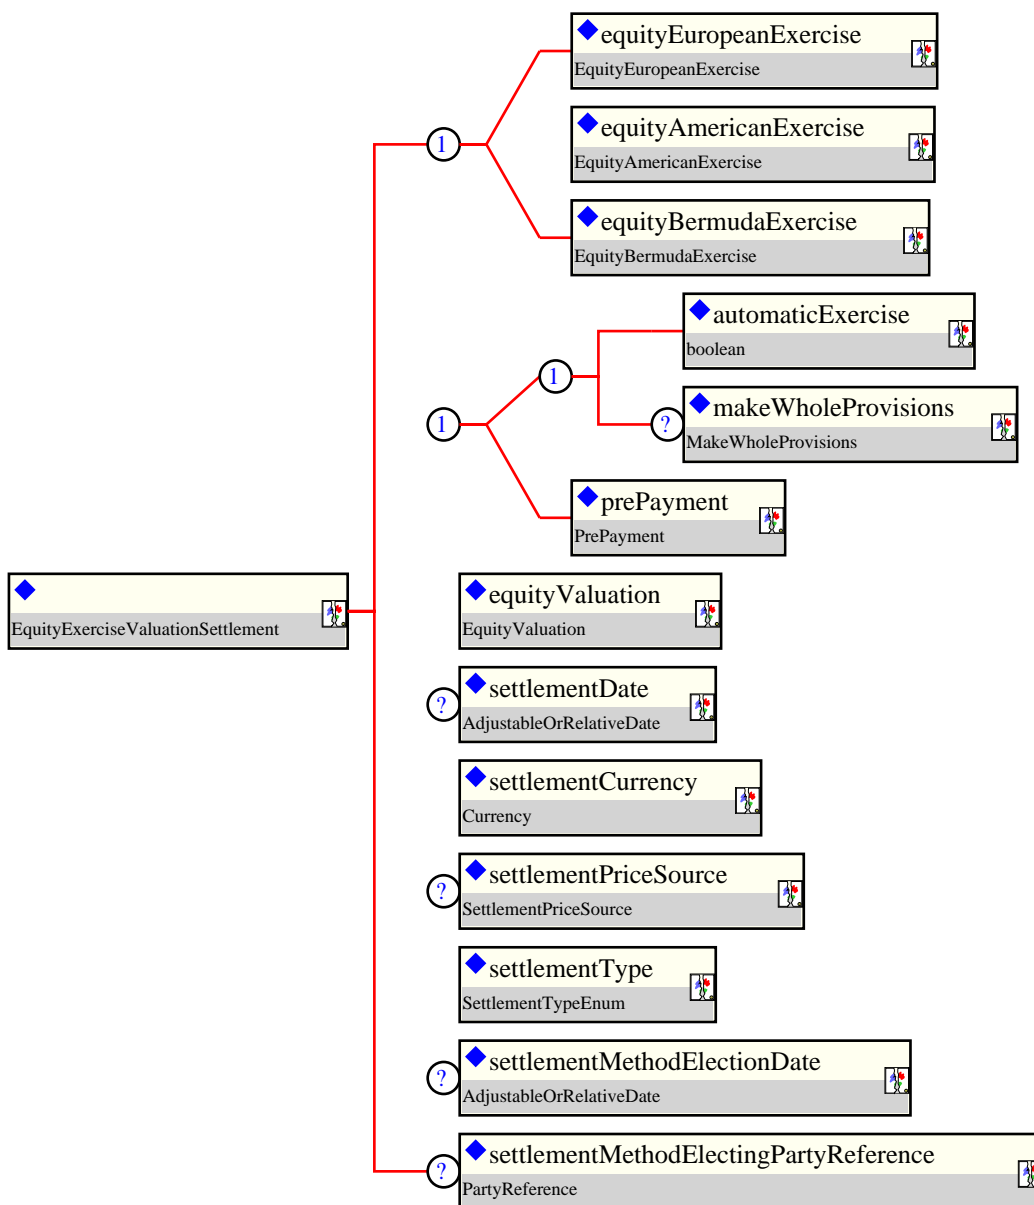 equityEuropeanExercise
EquityEuropeanExercise
equityAmericanExercise
EquityAmericanExercise
1
equityBermudaExercise
EquityBermudaExercise
automaticExercise
boolean
1
makeWholeProvisions
MakeWholeProvisions
1
?
prePayment
PrePayment
EquityExerciseValuationSettlement
equityValuation
EquityValuation
settlementDate
AdjustableOrRelativeDate
?
settlementCurrency
Currency
settlementPriceSource
SettlementPriceSource
?
settlementType
SettlementTypeEnum
settlementMethodElectionDate
AdjustableOrRelativeDate
?
settlementMethodElectingPartyReference
PartyReference
?